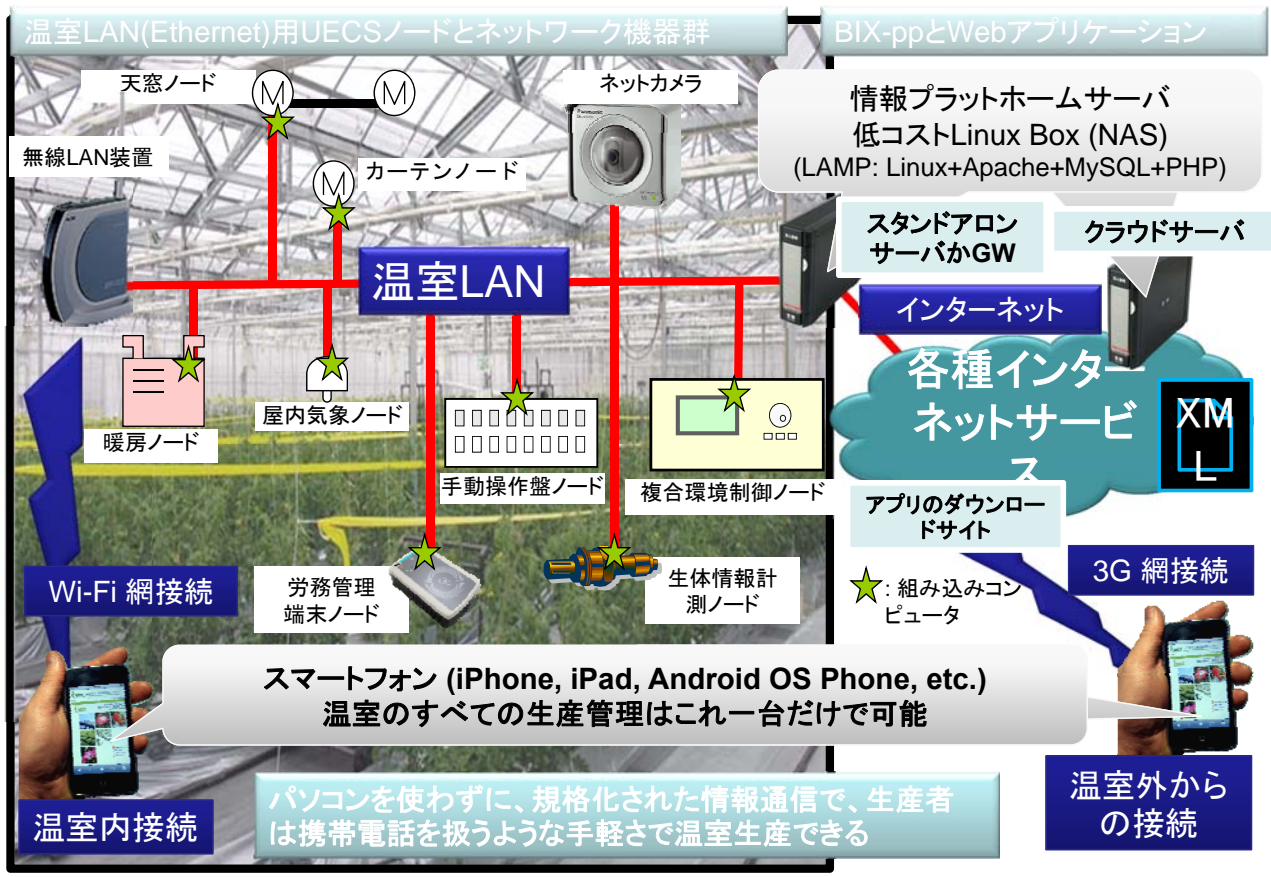 温室LAN(Ethernet)用UECSノードとネットワーク機器群
BIX-ppとWebアプリケーション
天窓ノード
M
M
ネットカメラ
情報プラットホームサーバ
低コストLinux Box (NAS)
(LAMP: Linux+Apache+MySQL+PHP)
無線LAN装置
M
カーテンノード
Panasonic
スタンドアロン
サーバかGW
クラウドサーバ
温室LAN
インターネット
各種インター
ネットサービ
ス
XM
L
暖房ノード
屋内気象ノード
手動操作盤ノード
複合環境制御ノード
アプリのダウンロー
ドサイト
Wi-Fi 網接続
労務管理
端末ノード
生体情報計
測ノード
: 組み込みコン
ピュータ
3G 網接続
スマートフォン (iPhone, iPad, Android OS Phone, etc.)
温室のすべての生産管理はこれ一台だけで可能
温室内接続
パソコンを使わずに、規格化された情報通信で、生産者
は携帯電話を扱うような手軽さで温室生産できる
温室外から
の接続